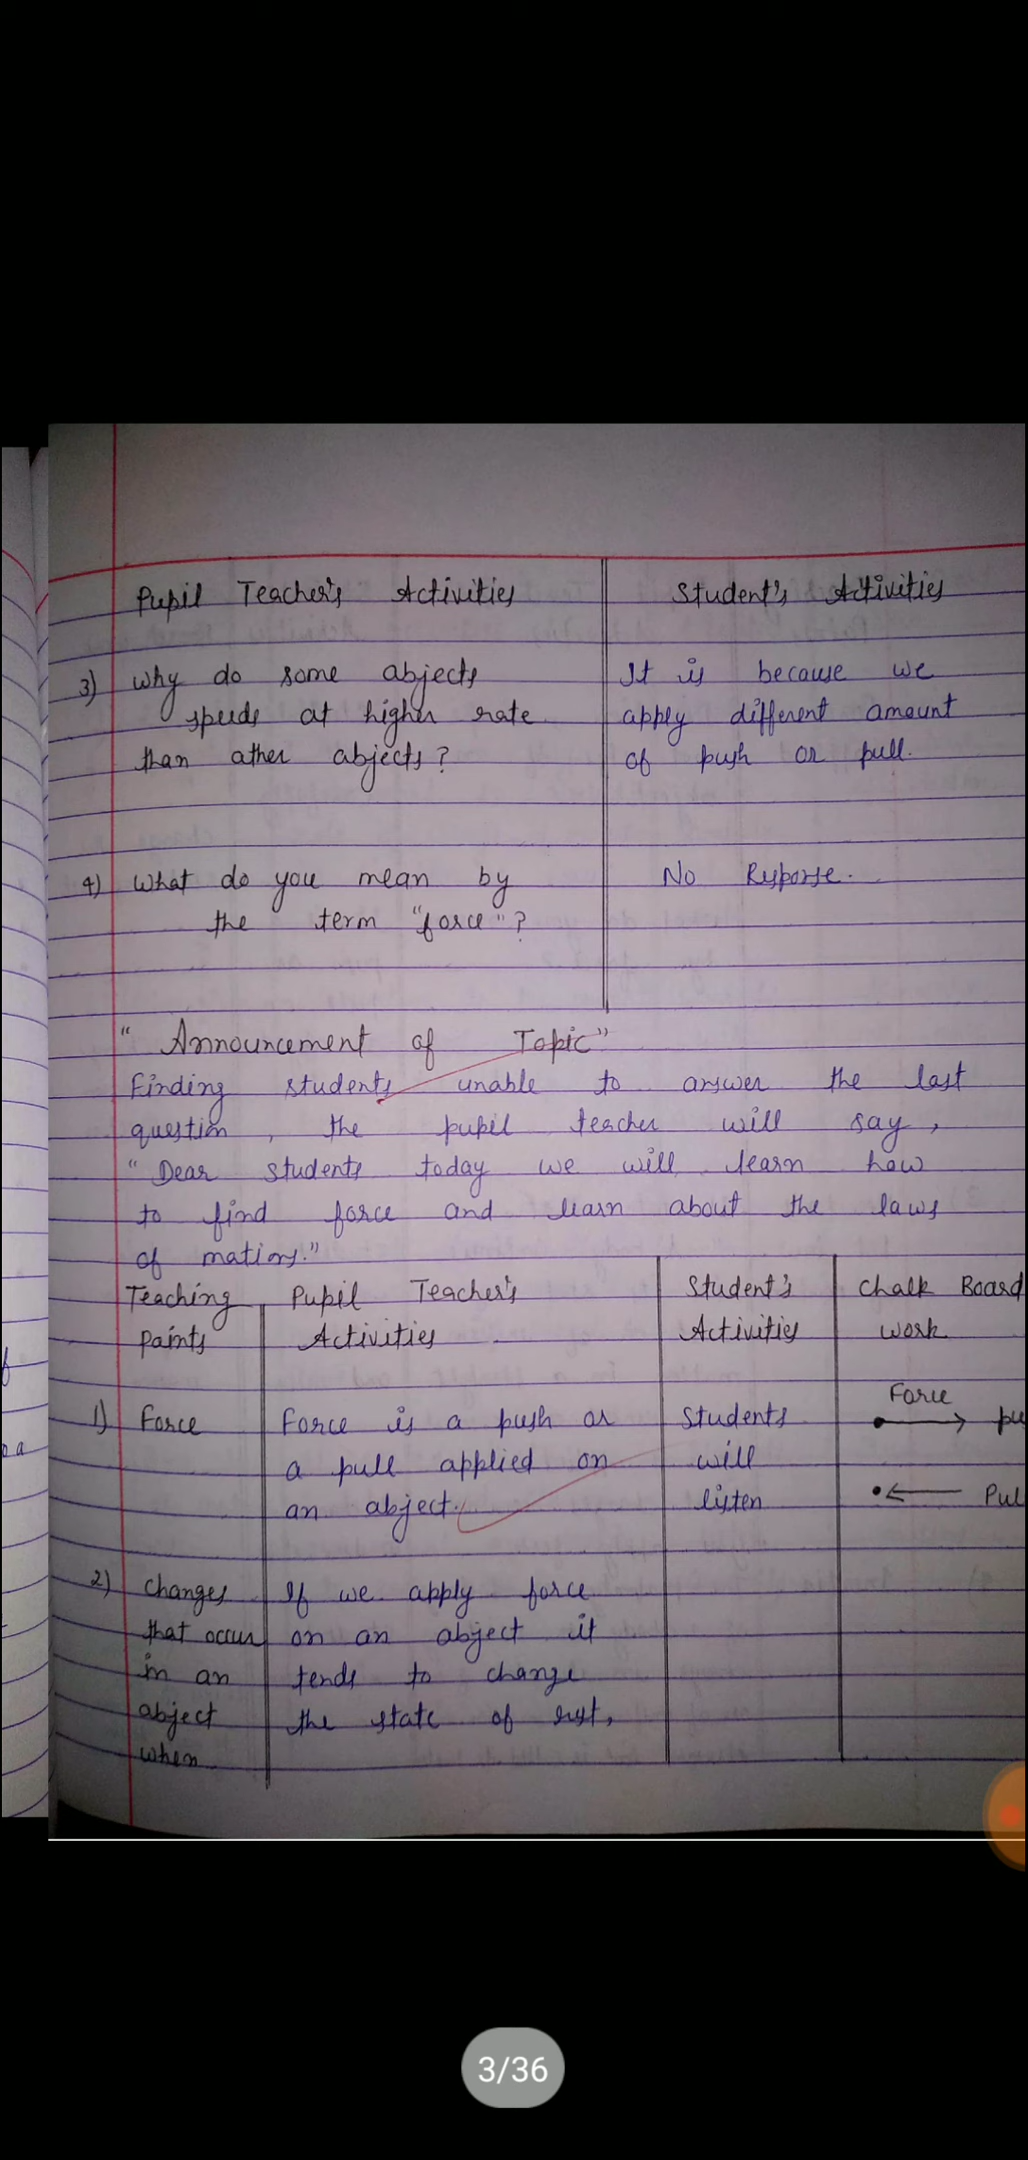 Pupil Teacher's Activities
Student's Activities
3) Why do some objects
speeds at higher rate
than other objects?
It is because we
apply different amount
of push or pull.
4) What do you mean by
the term "force"?
No Response.
"Announcement of Topic"
Finding students unable to answer the last
question, the pupil teacher will say,
"Dear students today we will learn how
to find force and learn about the laws
of motions."
Teaching Points
Pupil Teacher's Activities
Student's Activities
Chalk Board work
1) Force
Force is a push or
a pull applied on
an object.
Students
will
listen
Force
pu
Pul
2) Changes
that occur
in an
object
when
If we apply force
on an object it
tends to change
the state of rest,
3/36